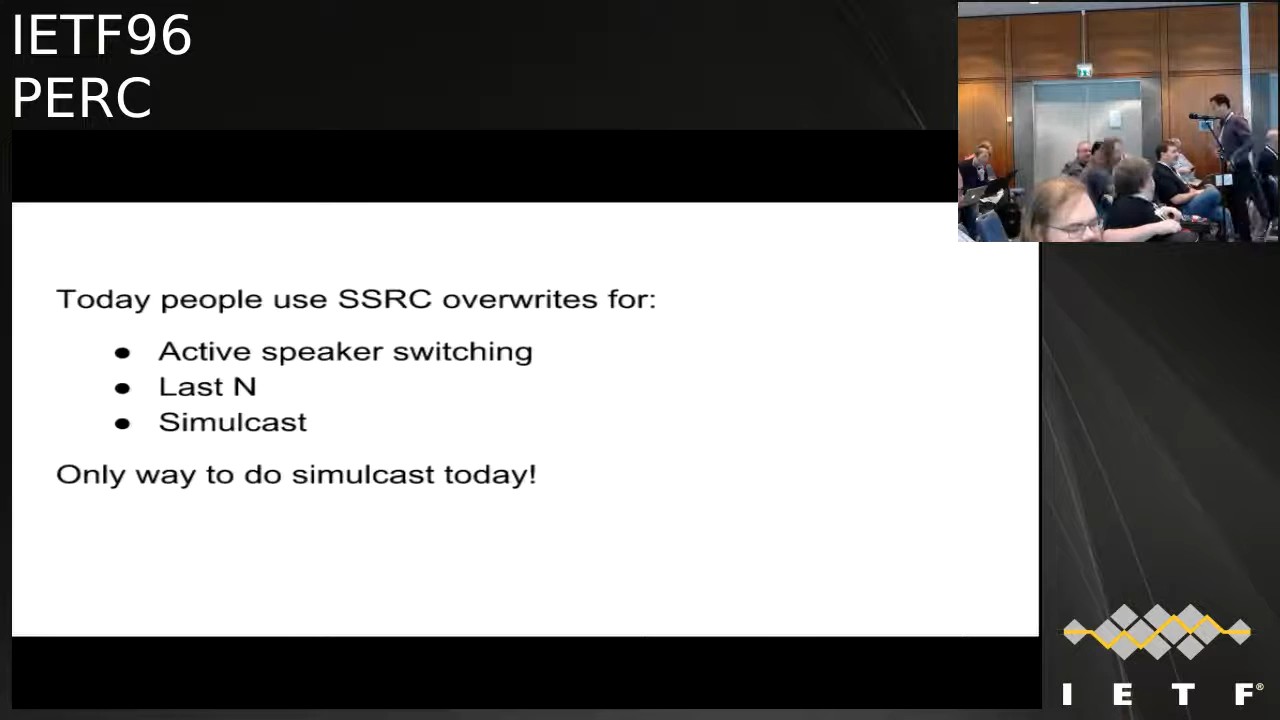 IETF96
PERC
Today people use SSRC overwrites for:
● Active speaker switching
● Last N
● Simulcast
Only way to do simulcast today!
I E T F®